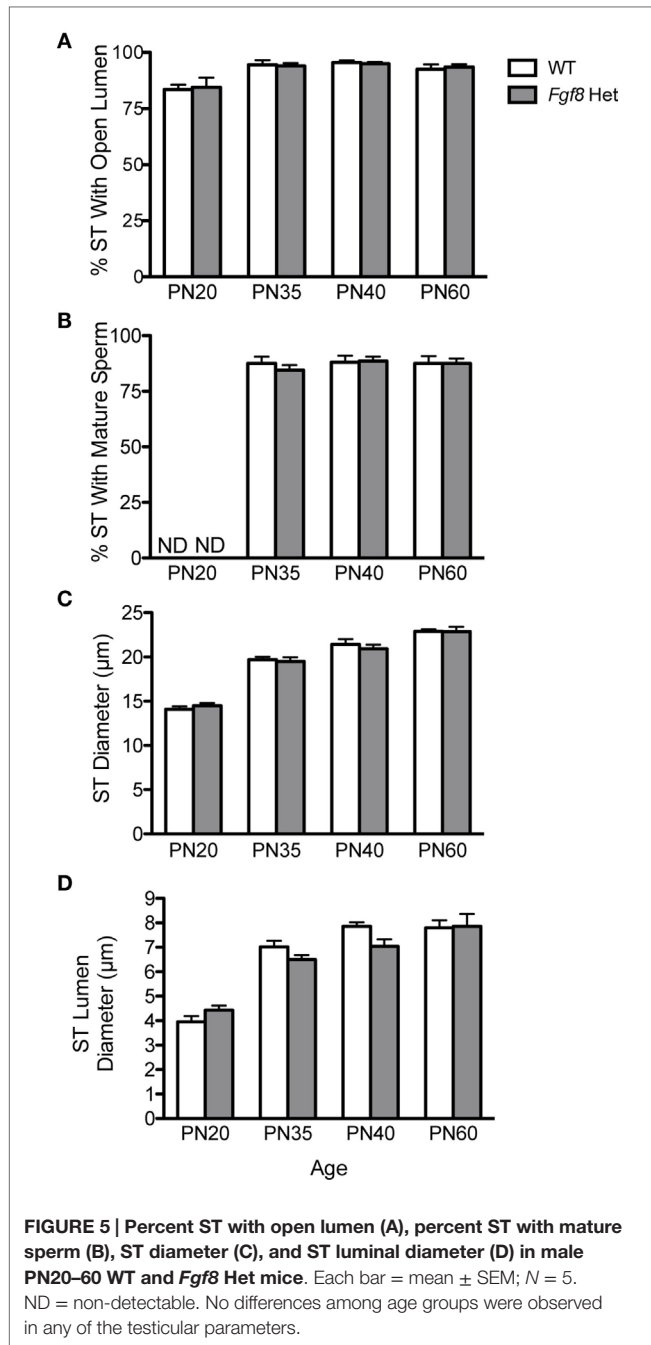 A
% ST With Open Lumen
100
75
50
25
0
PN20 PN35 PN40 PN60
WT
Fgf8 Het
B
% ST With Mature Sperm
100
75
50
25
0
ND ND
PN20 PN35 PN40 PN60
C
ST Diameter (µm)
25
20
15
10
5
0
PN20 PN35 PN40 PN60
D
ST Lumen
Diameter (µm)
9
8
7
6
5
4
3
2
1
0
PN20 PN35 PN40 PN60
Age
FIGURE 5 | Percent ST with open lumen (A), percent ST with mature
sperm (B), ST diameter (C), and ST luminal diameter (D) in male
PN20–60 WT and Fgf8 Het mice. Each bar = mean ± SEM; N = 5.
ND = non-detectable. No differences among age groups were observed
in any of the testicular parameters.